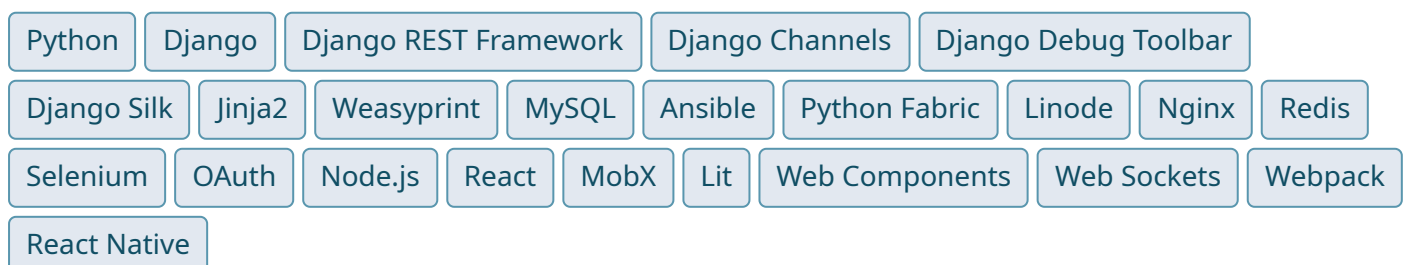 Python Django Django REST Framework Django Channels Django Debug Toolbar
Django Silk Jinja2 Weasyprint MySQL Ansible Python Fabric Linode Nginx Redis
Selenium OAuth Node.js React MobX Lit Web Components Web Sockets Webpack
React Native